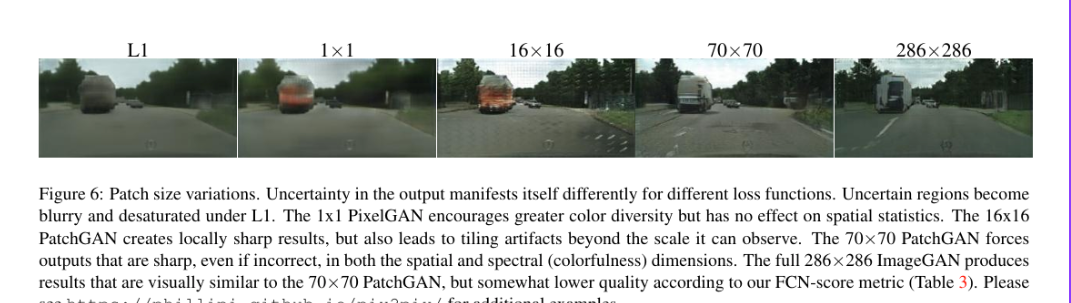 L1 1×1 16×16 70×70 286×286
Figure 6: Patch size variations. Uncertainty in the output manifests itself differently for different loss functions. Uncertain regions become
blurry and desaturated under L1. The 1x1 PixelGAN encourages greater color diversity but has no effect on spatial statistics. The 16x16
PatchGAN creates locally sharp results, but also leads to tiling artifacts beyond the scale it can observe. The 70×70 PatchGAN forces
outputs that are sharp, even if incorrect, in both the spatial and spectral (colorfulness) dimensions. The full 286×286 ImageGAN produces
results that are visually similar to the 70×70 PatchGAN, but somewhat lower quality according to our FCN-score metric (Table 3). Please
for additional examples